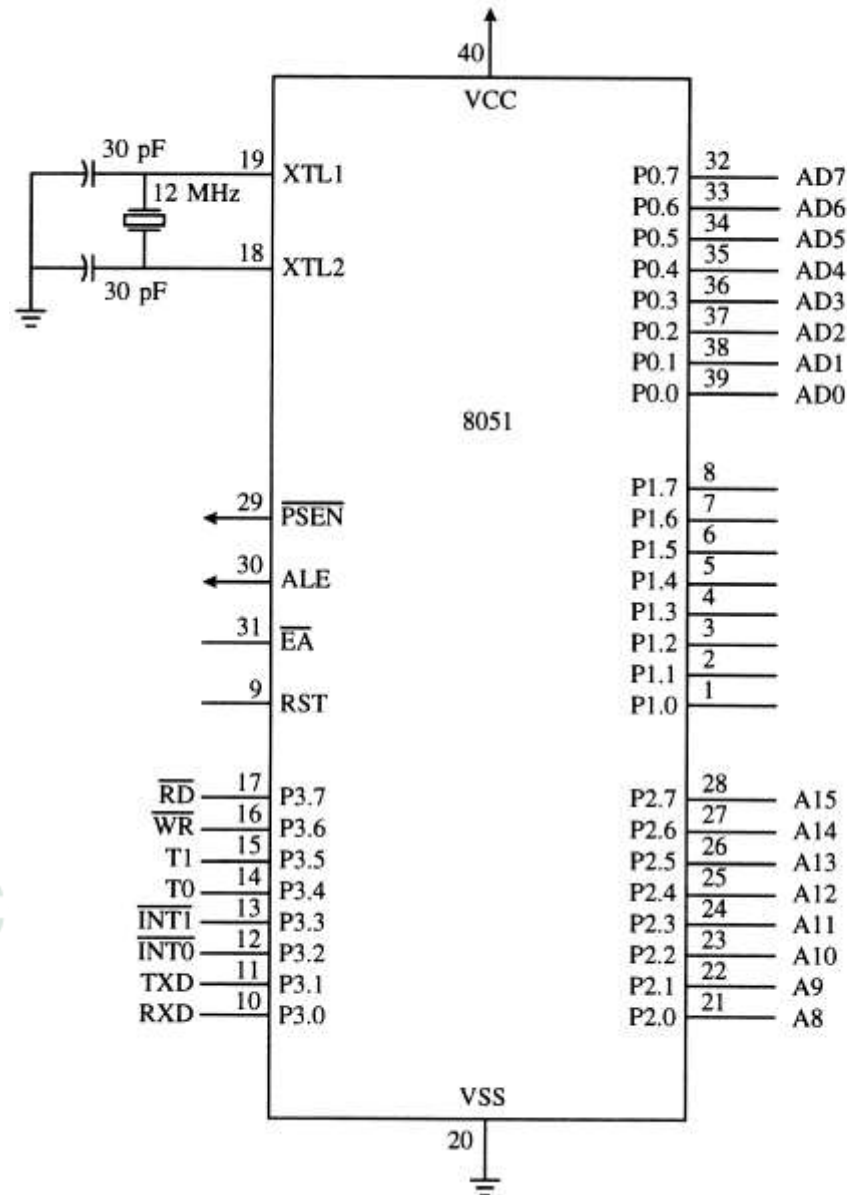 40
VCC
30 pF
19
XTL1
12 MHz
18
XTL2
30 pF
P0.7 32 AD7
P0.6 33 AD6
P0.5 34 AD5
P0.4 35 AD4
P0.3 36 AD3
P0.2 37 AD2
P0.1 38 AD1
P0.0 39 AD0
8051
29 PSEN
30 ALE
31 EA
9 RST
P1.7 8
P1.6 7
P1.5 6
P1.4 5
P1.3 4
P1.2 3
P1.1 2
P1.0 1
RD 17 P3.7
WR 16 P3.6
T1 15 P3.5
T0 14 P3.4
INT1 13 P3.3
INT0 12 P3.2
TXD 11 P3.1
RXD 10 P3.0
P2.7 28 A15
P2.6 27 A14
P2.5 26 A13
P2.4 25 A12
P2.3 24 A11
P2.2 23 A10
P2.1 22 A9
P2.0 21 A8
VSS
20